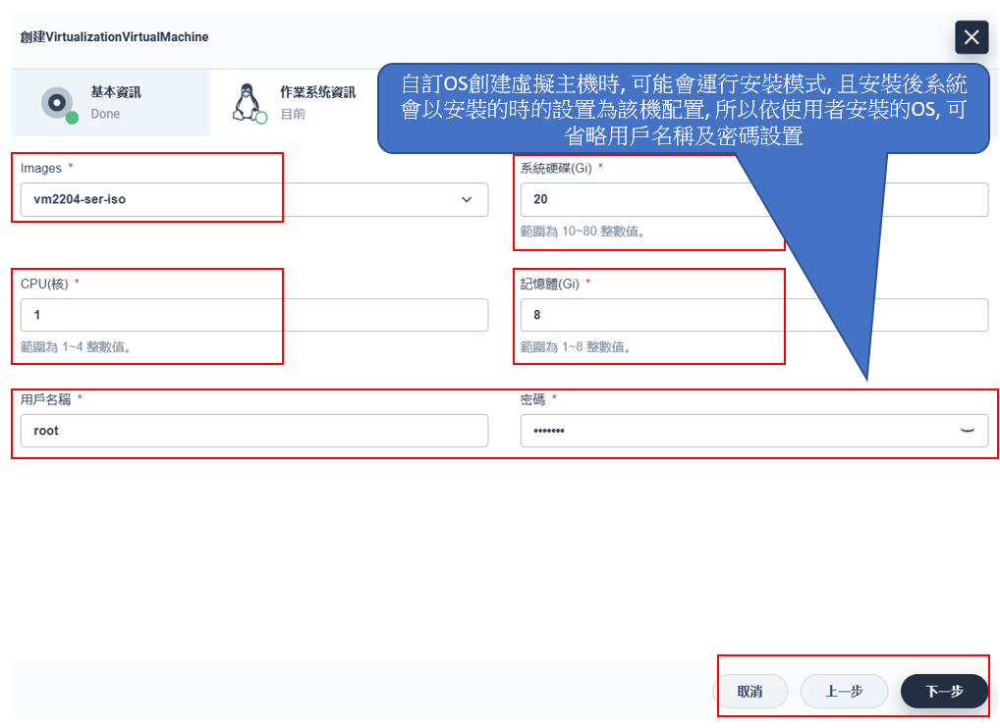 創建VirtualizationVirtualMachine
基本資訊
Done
作業系統資訊
目前
自訂OS創建虛擬主機時, 可能會運行安裝模式, 且安裝後系統
會以安裝的時的設置為該機配置, 所以依使用者安裝的OS, 可
省略用戶名稱及密碼設置
Images *
vm2204-ser-iso
系統硬碟(Gi) *
20
範圍為 10~80 整數值。
CPU(核) *
1
範圍為 1~4 整數值。
記憶體(Gi) *
8
範圍為 1~8 整數值。
用戶名稱 *
root
密碼 *
•••••••
取消
上一步
下一步